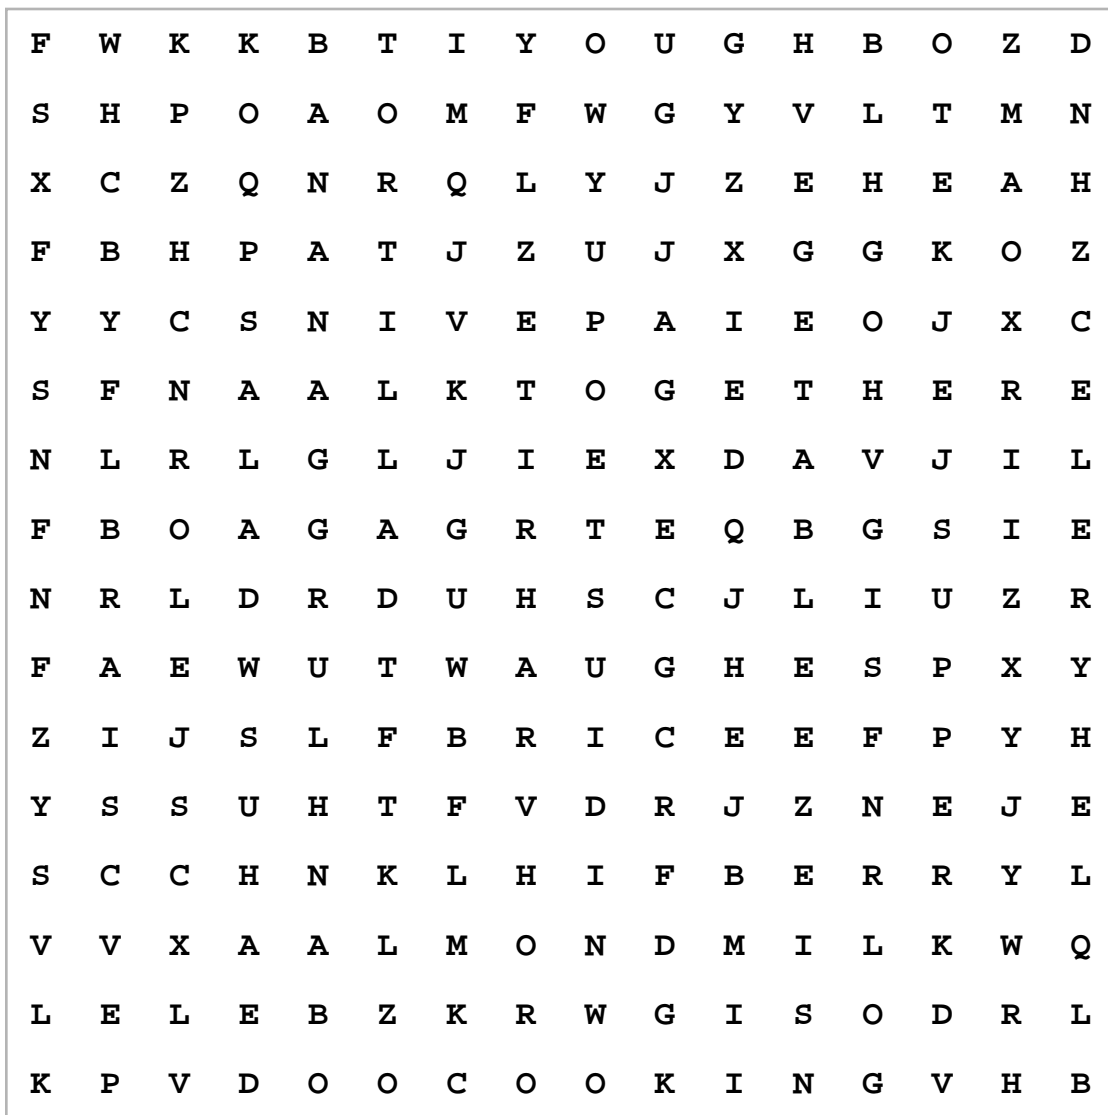 F W K K B T I Y O U G H B O Z D
S H P O A O M F W G Y V L T M N
X C Z Q N R Q L Y J Z E H E A H
F B H P A T J Z U J X G G K O Z
Y Y C S N I V E P A I E O J X C
S F N A A L K T O G E T H E R E
N L R L G L J I E X D A V J I L
F B O A G A G R T E Q B G S I E
N R L D R D U H S C J L I U Z R
F A E W U T W A U G H E S P X Y
Z I J S L F B R I C E E F P Y H
Y S S U H T F V D R J Z N E J E
S C C H N K L H I F B E R R Y L
V V X A A L M O N D M I L K W Q
L E L E B Z K R W G I S O D R L
K P V D O O C O O K I N G V H B